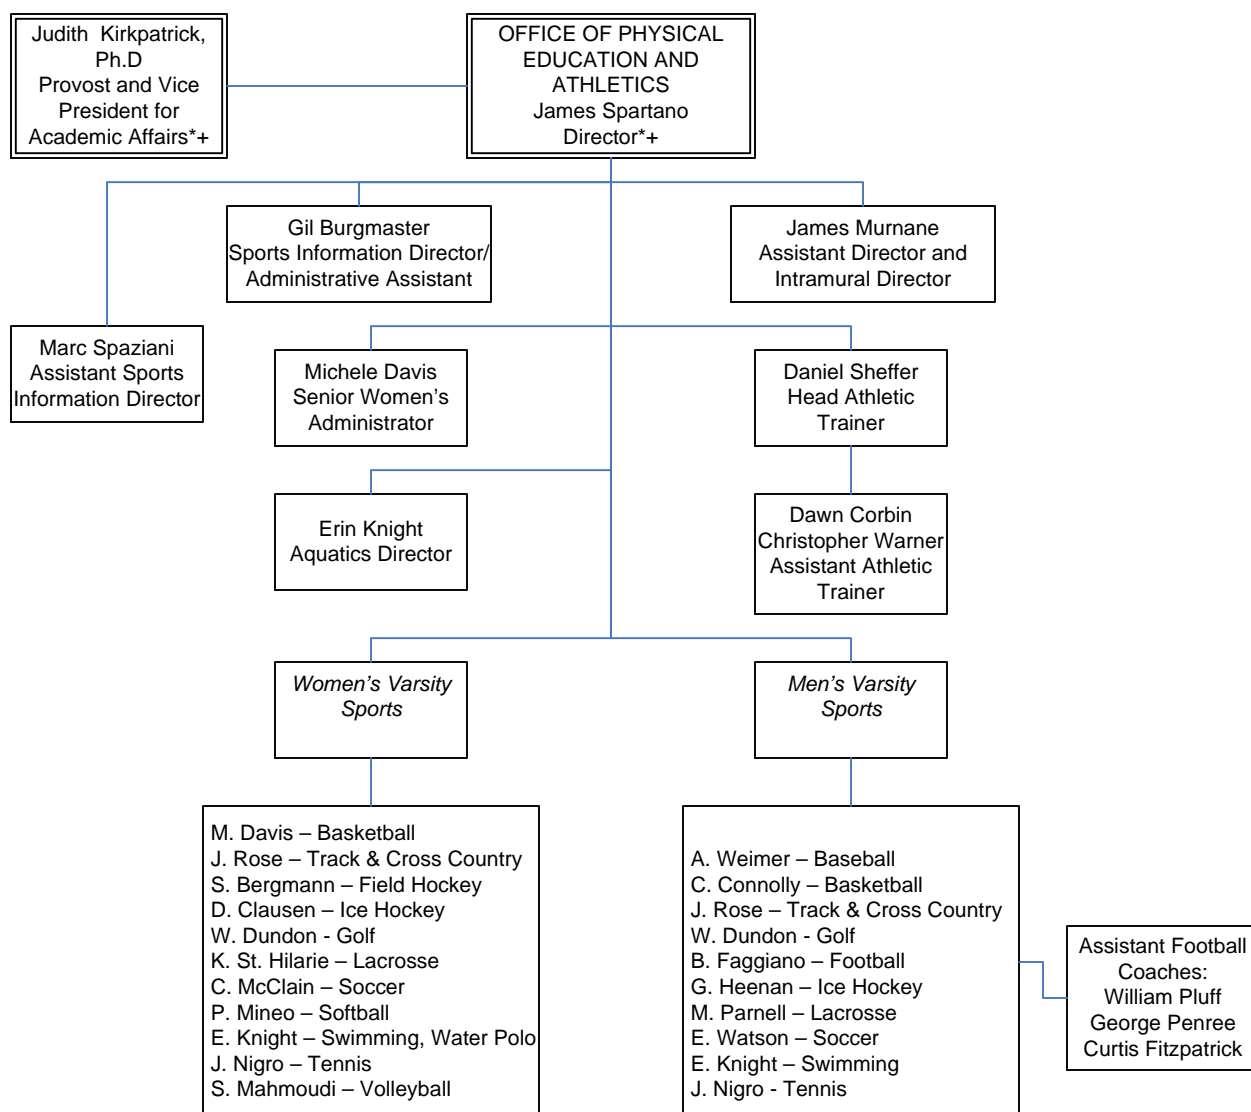 Judith Kirkpatrick,
Ph.D
Provost and Vice
President for
Academic Affairs*+
OFFICE OF PHYSICAL
EDUCATION AND
ATHLETICS
James Spartano
Director*+
Gil Burgmaster
Sports Information Director/
Administrative Assistant
James Murnane
Assistant Director and
Intramural Director
Marc Spaziani
Assistant Sports
Information Director
Michele Davis
Senior Women’s
Administrator
Daniel Sheffer
Head Athletic
Trainer
Erin Knight
Aquatics Director
Dawn Corbin
Christopher Warner
Assistant Athletic
Trainer
Women’s Varsity
Sports
Men’s Varsity
Sports
M. Davis – Basketball
J. Rose – Track & Cross Country
S. Bergmann – Field Hockey
D. Clausen – Ice Hockey
W. Dundon - Golf
K. St. Hilarie – Lacrosse
C. McClain – Soccer
P. Mineo – Softball
E. Knight – Swimming, Water Polo
J. Nigro – Tennis
S. Mahmoudi – Volleyball
A. Weimer – Baseball
C. Connolly – Basketball
J. Rose – Track & Cross Country
W. Dundon - Golf
B. Faggiano – Football
G. Heenan – Ice Hockey
M. Parnell – Lacrosse
E. Watson – Soccer
E. Knight – Swimming
J. Nigro - Tennis
Assistant Football
Coaches:
William Pluff
George Penree
Curtis Fitzpatrick